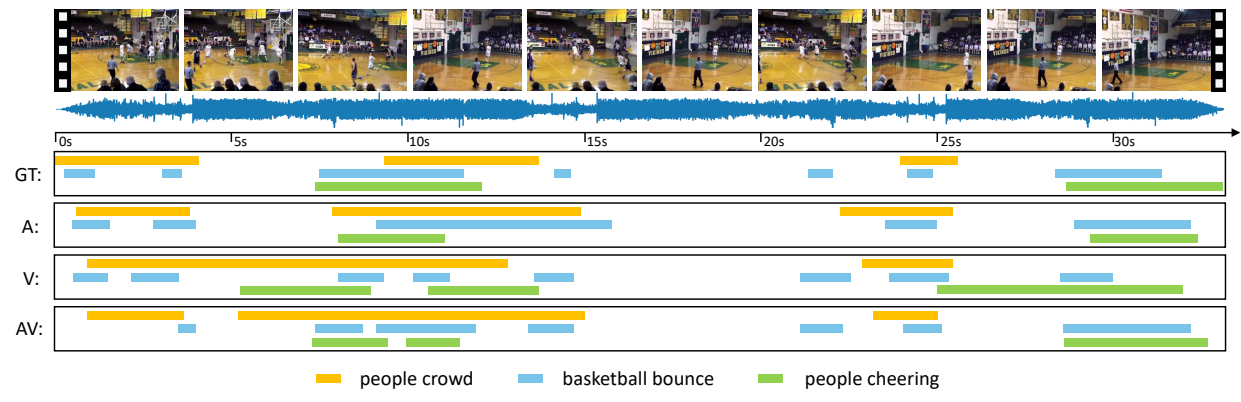 0s 5s 10s 15s 20s 25s 30s
GT:
A:
V:
AV:
people crowd basketball bounce people cheering